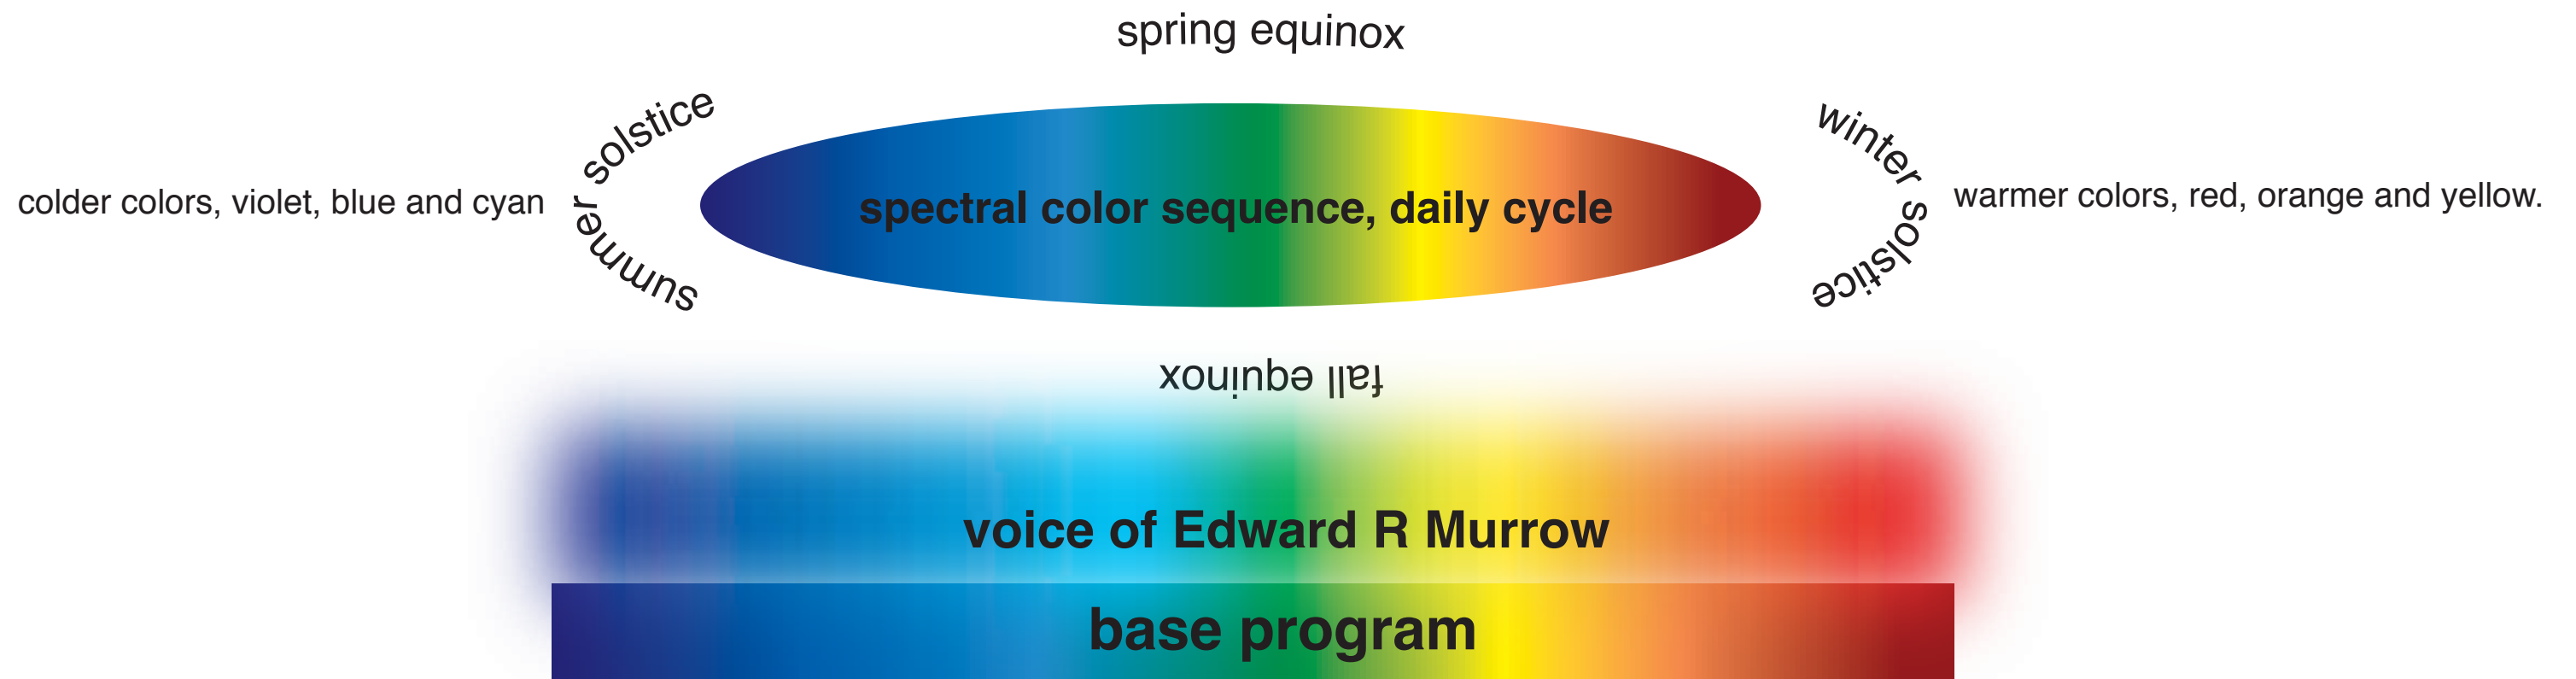 spring equinox
summer solstice
winter solstice
colder colors, violet, blue and cyan
spectral color sequence, daily cycle
warmer colors, red, orange and yellow.
fall equinox
voice of Edward R Murrow
base program